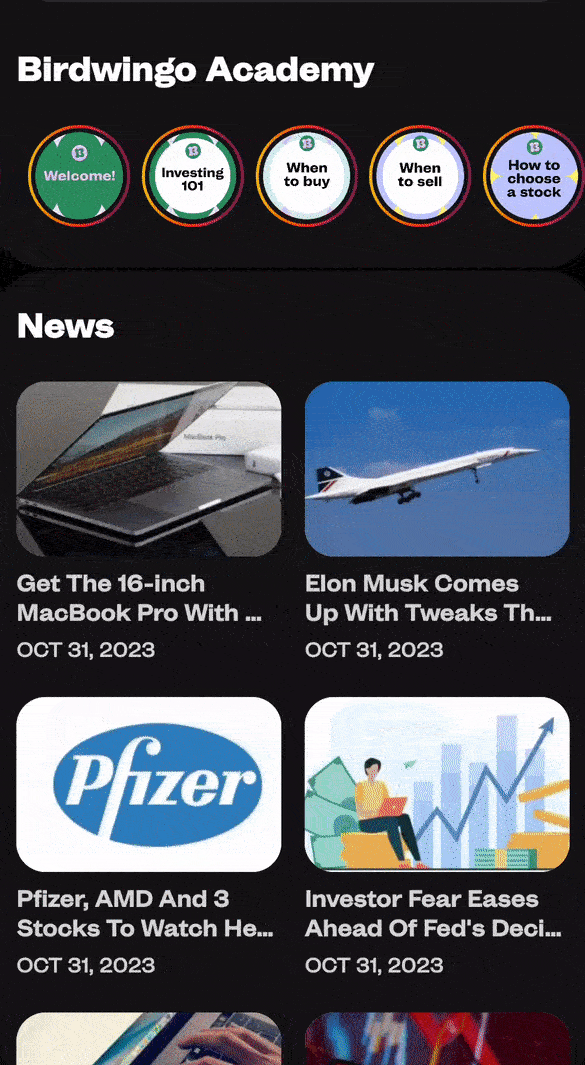 Birdwingo Academy
Welcome!
Investing
101
When
to buy
When
to sell
How to
choose
a stock
News
MacBook Pro
Get The 16-inch
MacBook Pro With ...
OCT 31, 2023
Elon Musk Comes
Up With Tweaks Th...
OCT 31, 2023
Pfizer
Pfizer, AMD And 3
Stocks To Watch He...
OCT 31, 2023
Investor Fear Eases
Ahead Of Fed's Deci...
OCT 31, 2023